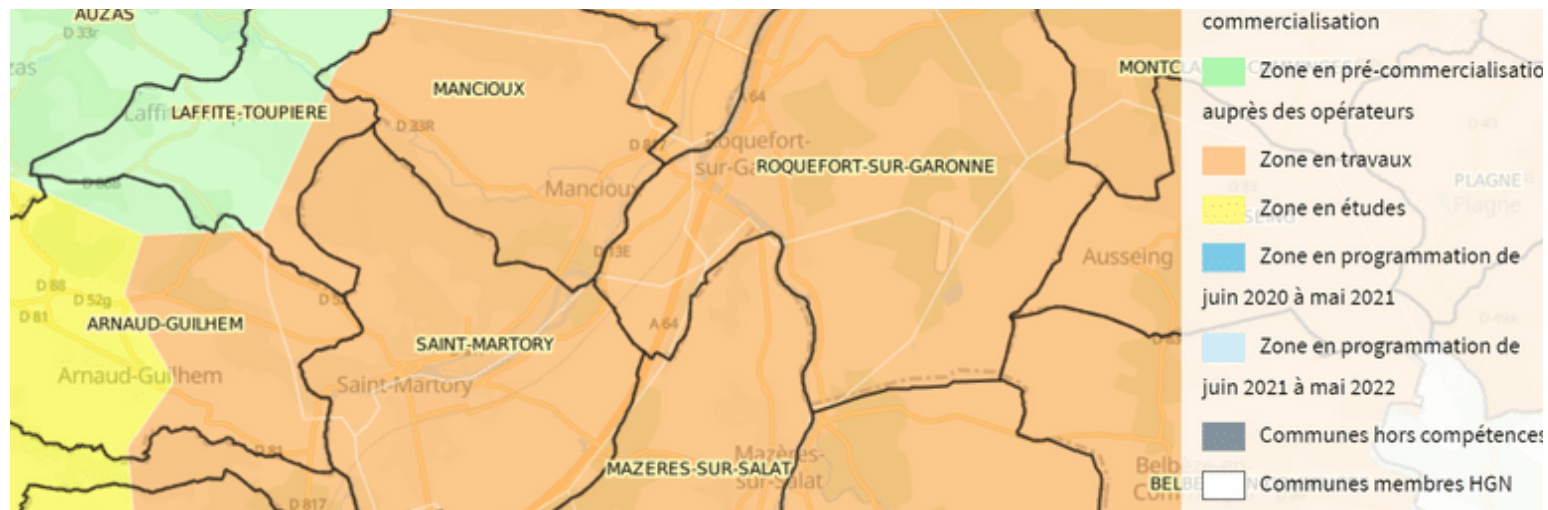 AUZAS
D 33r
zas
LAFFITE-TOUPIERE
MANCIOUX
D 33R
Mancioux
A 64
D 817
Roquefort-
sur-Ga
ROQUEFORT-SUR-GARONNE
D 13E
D 88
D 52g
D 81
ARNAUD-GUILHEM
Arnaud-Guilhem
SAINT-MARTORY
Saint-Martory
A 64
D 81
D 817
MAZERES-SUR-SALAT
Mazères-
sur-Salat
MONTC
Ausseing
PLAGNE
Plagne
BELB
commercialisation
Zone en pré-commercialisatio
auprès des opérateurs
Zone en travaux
Zone en études
Zone en programmation de
juin 2020 à mai 2021
Zone en programmation de
juin 2021 à mai 2022
Communes hors compétences
Communes membres HGN